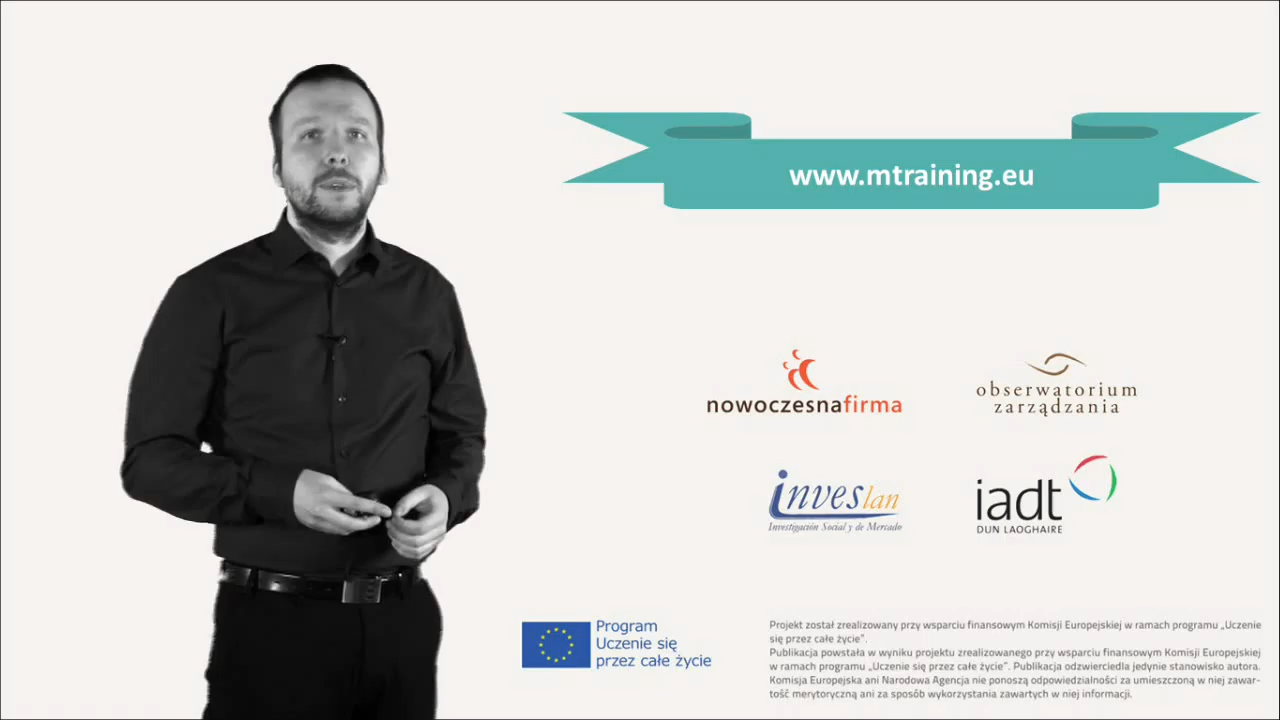 www.mtraining.eu
nowoczesnafirma
obserwatorium
zarządzania
inveslan
Investigación Social y de Mercado
iadt
DUN LAOGHAIRE
Program
Uczenie się
przez całe życie
Projekt został zrealizowany przy wsparciu finansowym Komisji Europejskiej w ramach programu „Uczenie
się przez całe życie”.
Publikacja powstała w wyniku projektu zrealizowanego przy wsparciu finansowym Komisji Europejskiej
w ramach programu „Uczenie się przez całe życie”. Publikacja odzwierciedla jedynie stanowisko autora.
Komisja Europejska ani Narodowa Agencja nie ponoszą odpowiedzialności za umieszczoną w niej zawar-
tość merytoryczną ani za sposób wykorzystania zawartych w niej informacji.